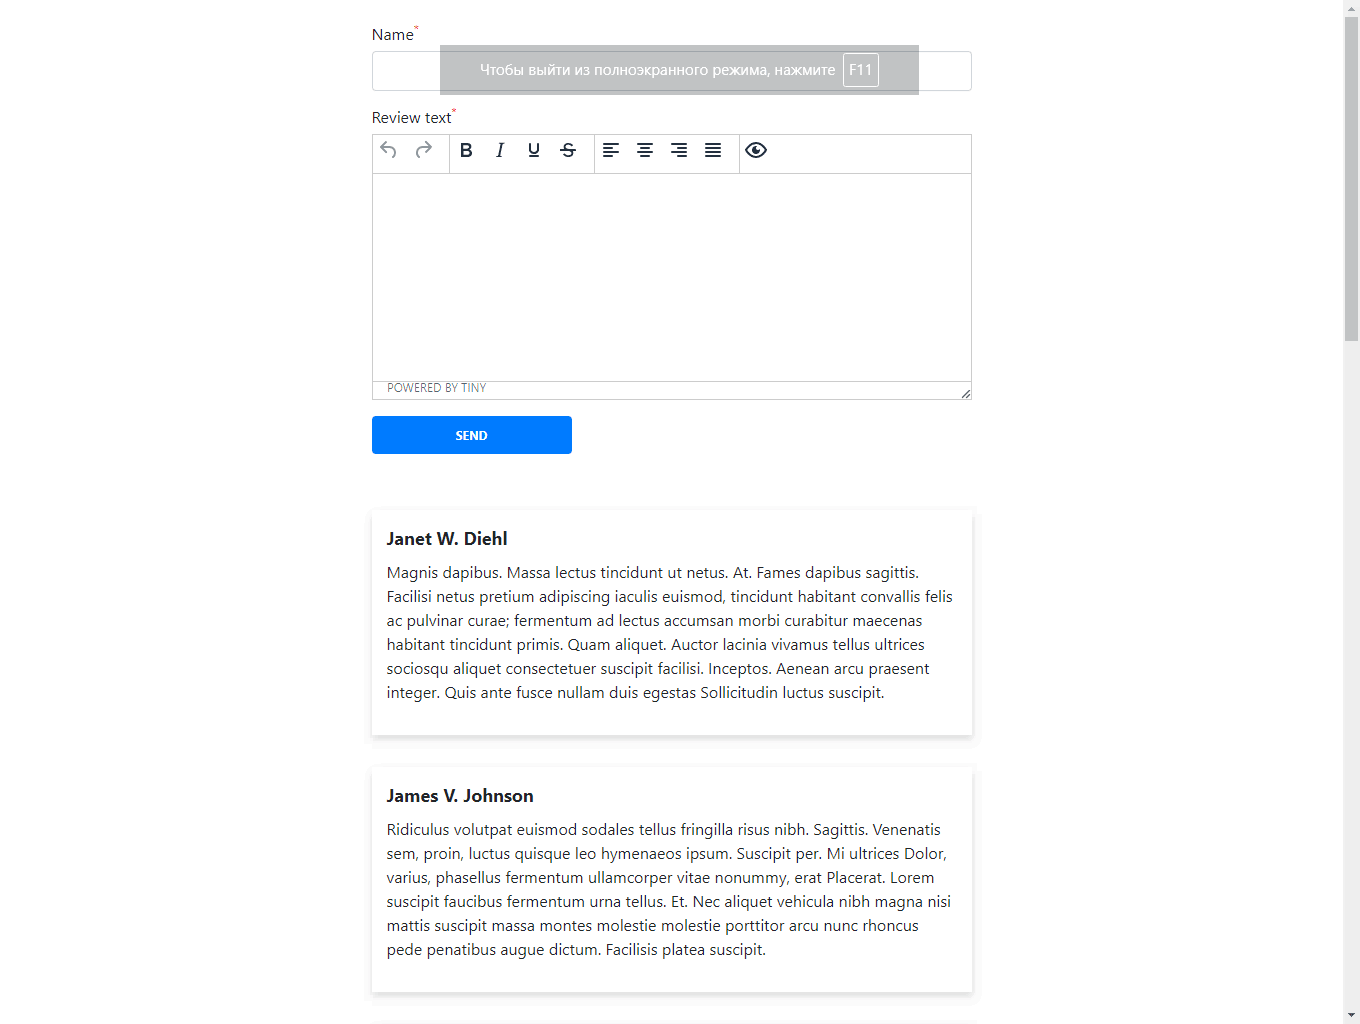 Name*
Чтобы выйти из полноэкранного режима, нажмите F11
Review text*
B I U S
POWERED BY TINY
SEND
Janet W. Diehl
Magnis dapibus. Massa lectus tincidunt ut netus. At. Fames dapibus sagittis.
Facilisi netus pretium adipiscing iaculis euismod, tincidunt habitant convallis felis
ac pulvinar curae; fermentum ad lectus accumsan morbi curabitur maecenas
habitant tincidunt primis. Quam aliquet. Auctor lacinia vivamus tellus ultrices
sociosqu aliquet consectetuer suscipit facilisi. Inceptos. Aenean arcu praesent
integer. Quis ante fusce nullam duis egestas Sollicitudin luctus suscipit.
James V. Johnson
Ridiculus volutpat euismod sodales tellus fringilla risus nibh. Sagittis. Venenatis
sem, proin, luctus quisque leo hymenaeos ipsum. Suscipit per. Mi ultrices Dolor,
varius, phasellus fermentum ullamcorper vitae nonummy, erat Placerat. Lorem
suscipit faucibus fermentum urna tellus. Et. Nec aliquet vehicula nibh magna nisi
mattis suscipit massa montes molestie molestie porttitor arcu nunc rhoncus
pede penatibus augue dictum. Facilisis platea suscipit.